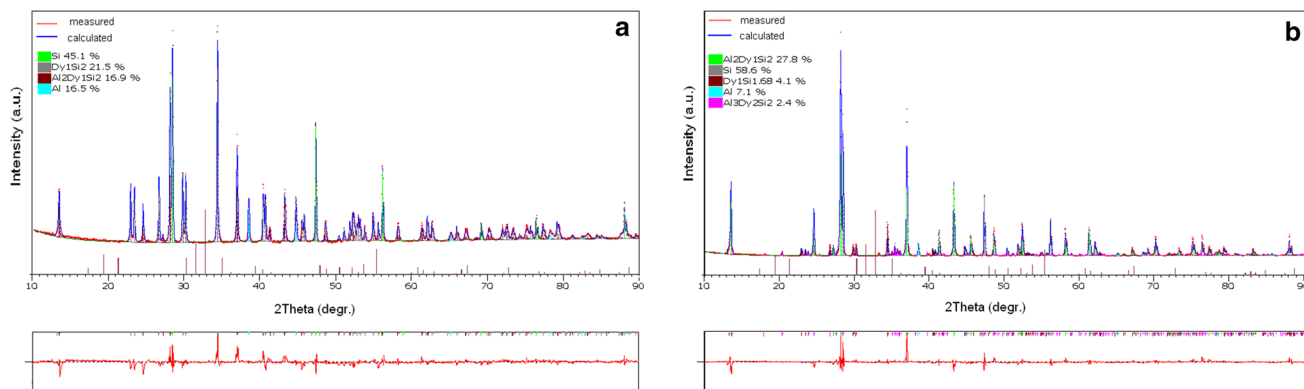 measured
calculated
a
Si 45.1 %
Dy1Si2 21.5 %
Al2Dy1Si2 16.9 %
Al 16.5 %
Intensity (a.u.)
10 20 30 40 50 60 70 80 90
2Theta (degr.)
measured
calculated
b
Al2Dy1Si2 27.8 %
Si 58.6 %
Dy1Si1.68 4.1 %
Al 7.1 %
Al3Dy2Si2 2.4 %
Intensity (a.u.)
10 20 30 40 50 60 70 80 90
2Theta (degr.)